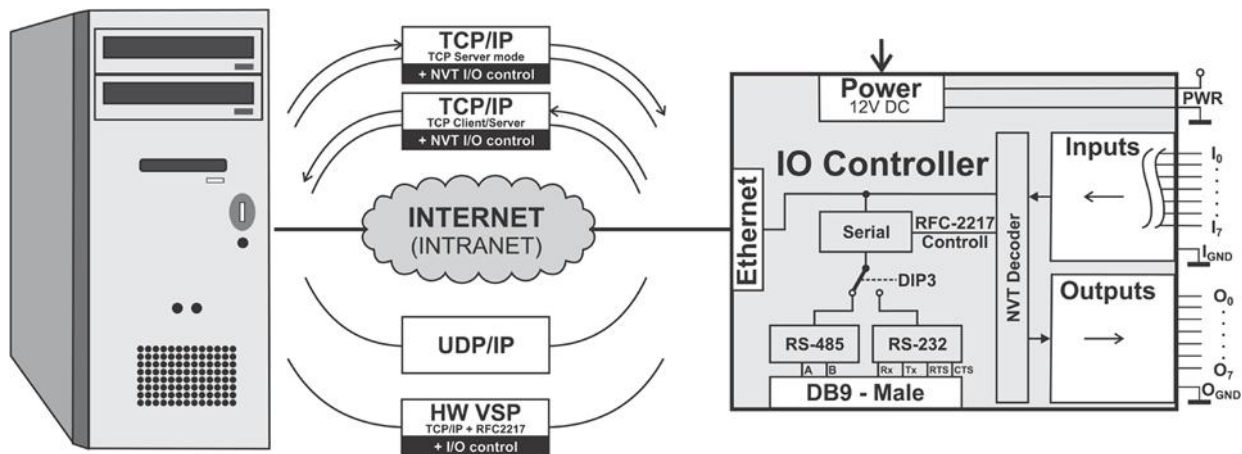 TCP/IP
TCP Server mode
+ NVT I/O control
TCP/IP
TCP Client/Server
+ NVT I/O control
INTERNET
(INTRANET)
UDP/IP
HW VSP
TCP/IP + RFC2217
+ I/O control
Power
12V DC
PWR
IO Controller
Ethernet
Serial
RFC-2217
Controll
DIP3
RS-485
RS-232
A B Rx Tx RTS CTS
DB9 - Male
NVT Decoder
Inputs
I0
I7
IGND
Outputs
O0
O7
OGND